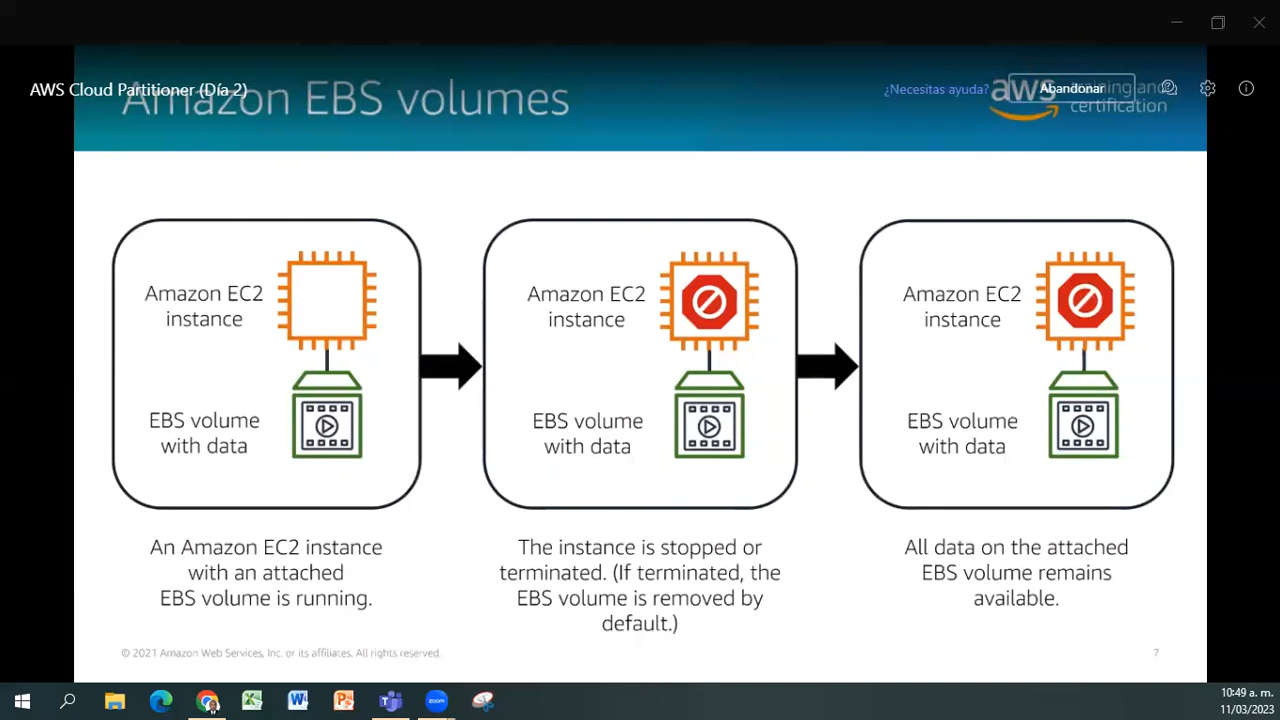 AWS Cloud Partitioner (Día 2)
Amazon EBS volumes
¿Necesitas ayuda?
Abandonar
aws training and
certification
Amazon EC2
instance
EBS volume
with data
Amazon EC2
instance
EBS volume
with data
Amazon EC2
instance
EBS volume
with data
An Amazon EC2 instance
with an attached
EBS volume is running.
The instance is stopped or
terminated. (If terminated, the
EBS volume is removed by
default.)
All data on the attached
EBS volume remains
available.
© 2021 Amazon Web Services, Inc. or its affiliates. All rights reserved.
7
zoom
10:49 a. m.
11/03/2023